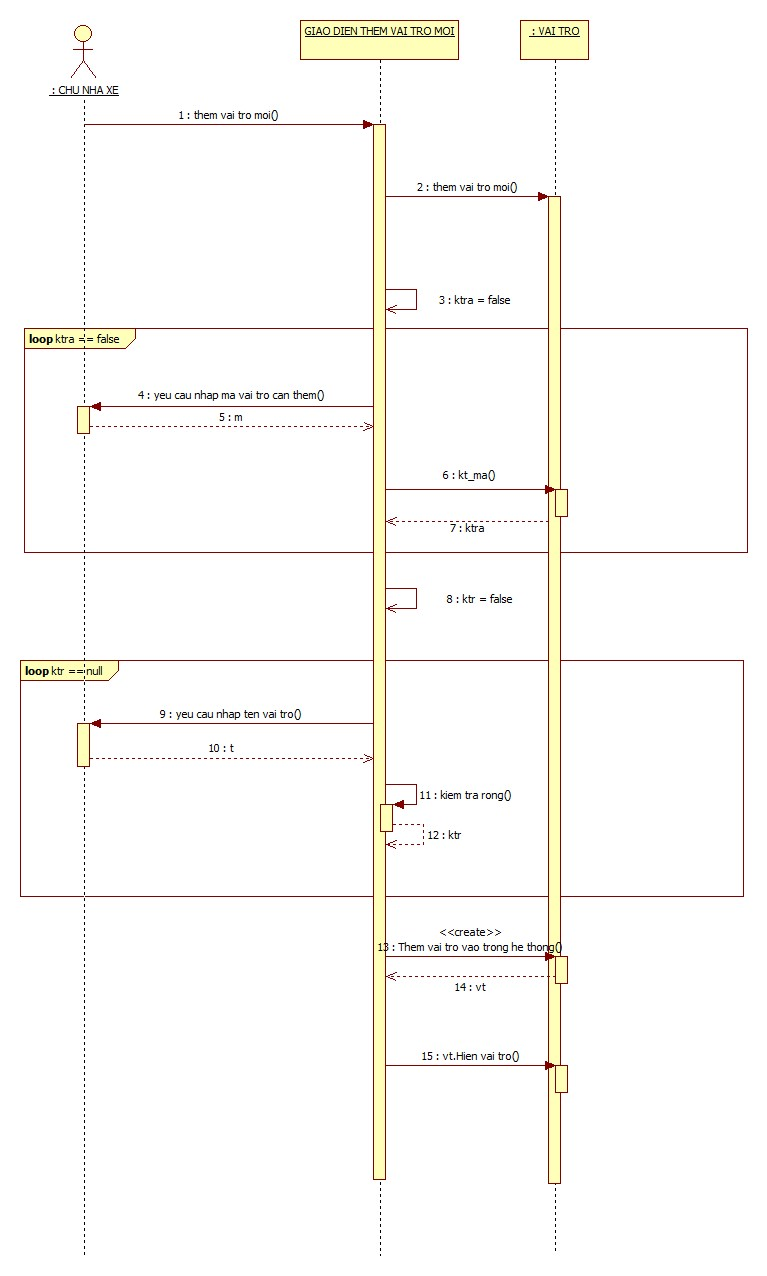 GIAO DIEN THEM VAI TRO MOI
: VAI TRO
: CHU NHA XE
1 : them vai tro moi()
2 : them vai tro moi()
3 : ktra = false
loop ktra == false
4 : yeu cau nhap ma vai tro can them()
5 : m
6 : kt_ma()
7 : ktra
8 : ktr = false
loop ktr == null
9 : yeu cau nhap ten vai tro()
10 : t
11 : kiem tra rong()
12 : ktr
<<create>>
13 : Them vai tro vao trong he thong()
14 : vt
15 : vt.Hien vai tro()